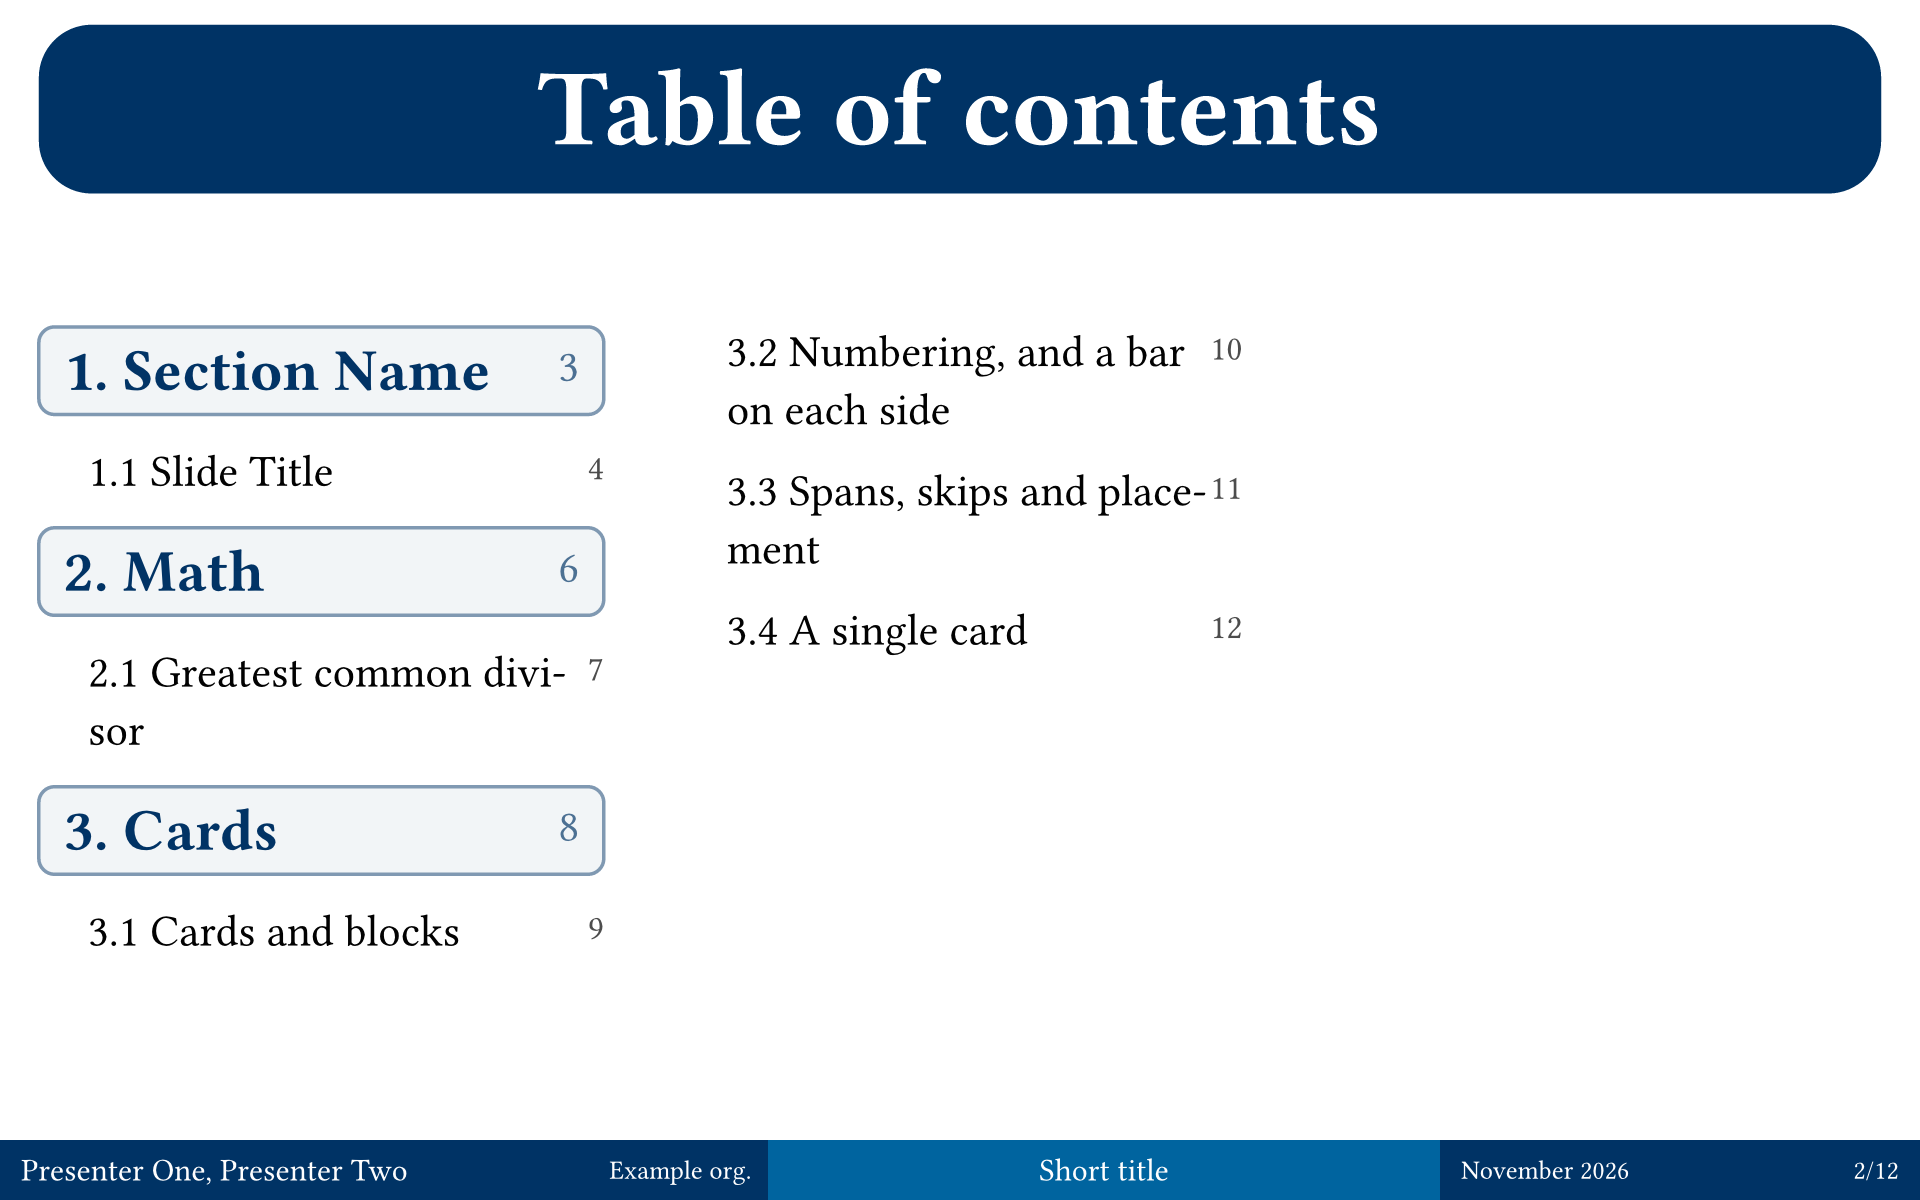 Table of contents
1. Section Name 3
1.1 Slide Title 4
2. Math 6
2.1 Greatest common divi- 7
sor
3. Cards 8
3.1 Cards and blocks 9
3.2 Numbering, and a bar 10
on each side
3.3 Spans, skips and place- 11
ment
3.4 A single card 12
Presenter One, Presenter Two Example org. Short title November 2026 2/12